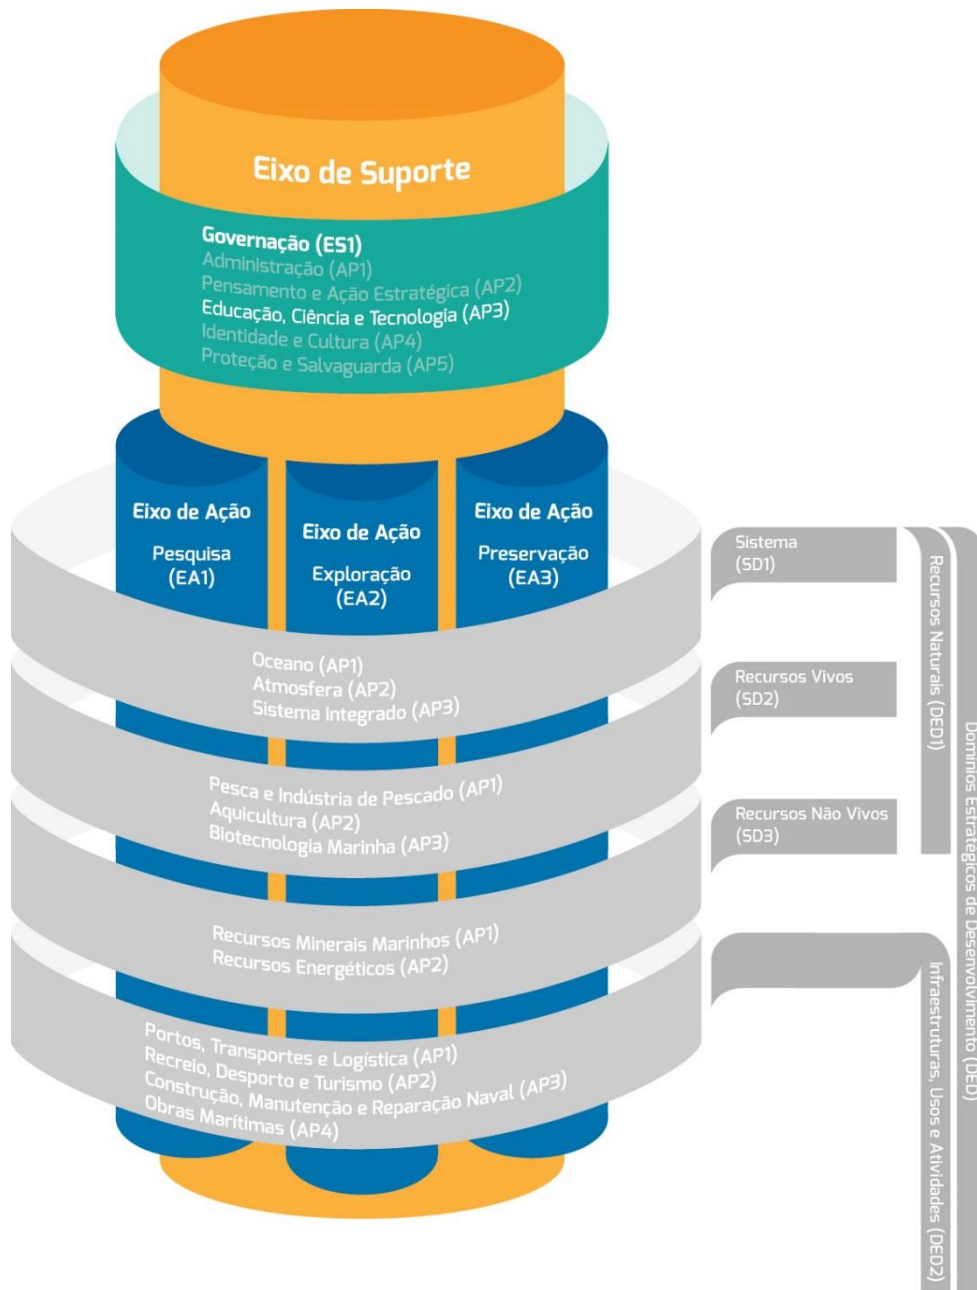 Eixo de Suporte
Governação (ES1)
Administração (AP1)
Pensamento e Ação Estratégica (AP2)
Educação, Ciência e Tecnologia (AP3)
Identidade e Cultura (AP4)
Proteção e Salvaguarda (AP5)
Eixo de Ação
Pesquisa
(EA1)
Eixo de Ação
Exploração
(EA2)
Eixo de Ação
Preservação
(EA3)
Oceano (AP1)
Atmosfera (AP2)
Sistema Integrado (AP3)
Pesca e Indústria de Pescado (AP1)
Aquicultura (AP2)
Biotecnologia Marinha (AP3)
Recursos Minerais Marinhos (AP1)
Recursos Energéticos (AP2)
Portos, Transportes e Logística (AP1)
Recreio, Desporto e Turismo (AP2)
Construção, Manutenção e Reparação Naval (AP3)
Obras Marítimas (AP4)
Sistema
(SD1)
Recursos Vivos
(SD2)
Recursos Não Vivos
(SD3)
Recursos Naturais (DED1)
Infraestruturas, Usos e Atividades (DED2)
Domínios Estratégicos de Desenvolvimento (DED)